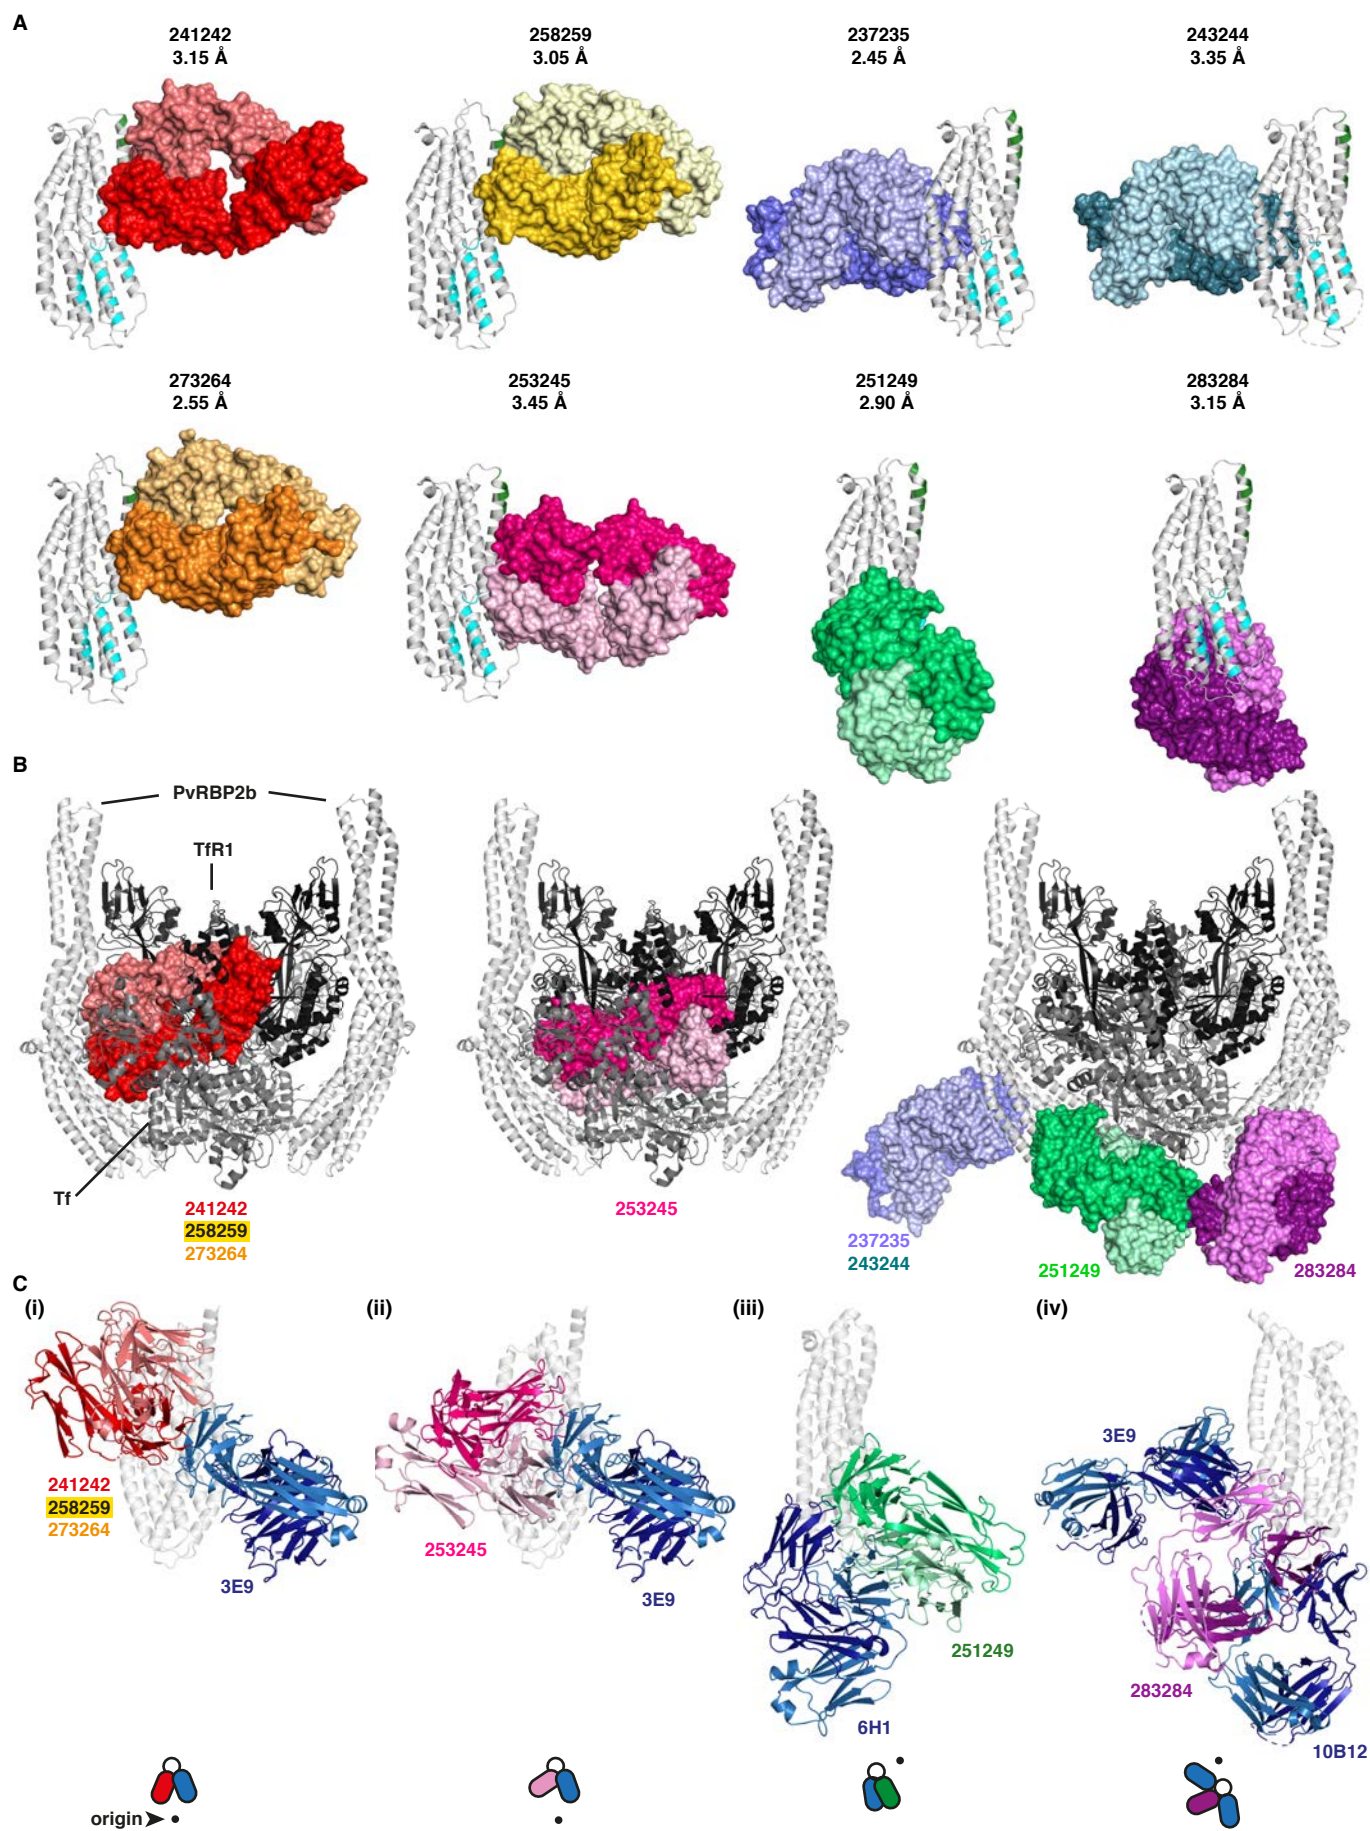 A
241242
3.15 Å
258259
3.05 Å
237235
2.45 Å
243244
3.35 Å
273264
2.55 Å
253245
3.45 Å
251249
2.90 Å
283284
3.15 Å
B
PvRBP2b
TfR1
Tf
241242
258259
273264
253245
237235
243244
251249
283284
C
(i)
(ii)
(iii)
(iv)
241242
258259
273264
3E9
253245
3E9
251249
6H1
3E9
283284
10B12
origin